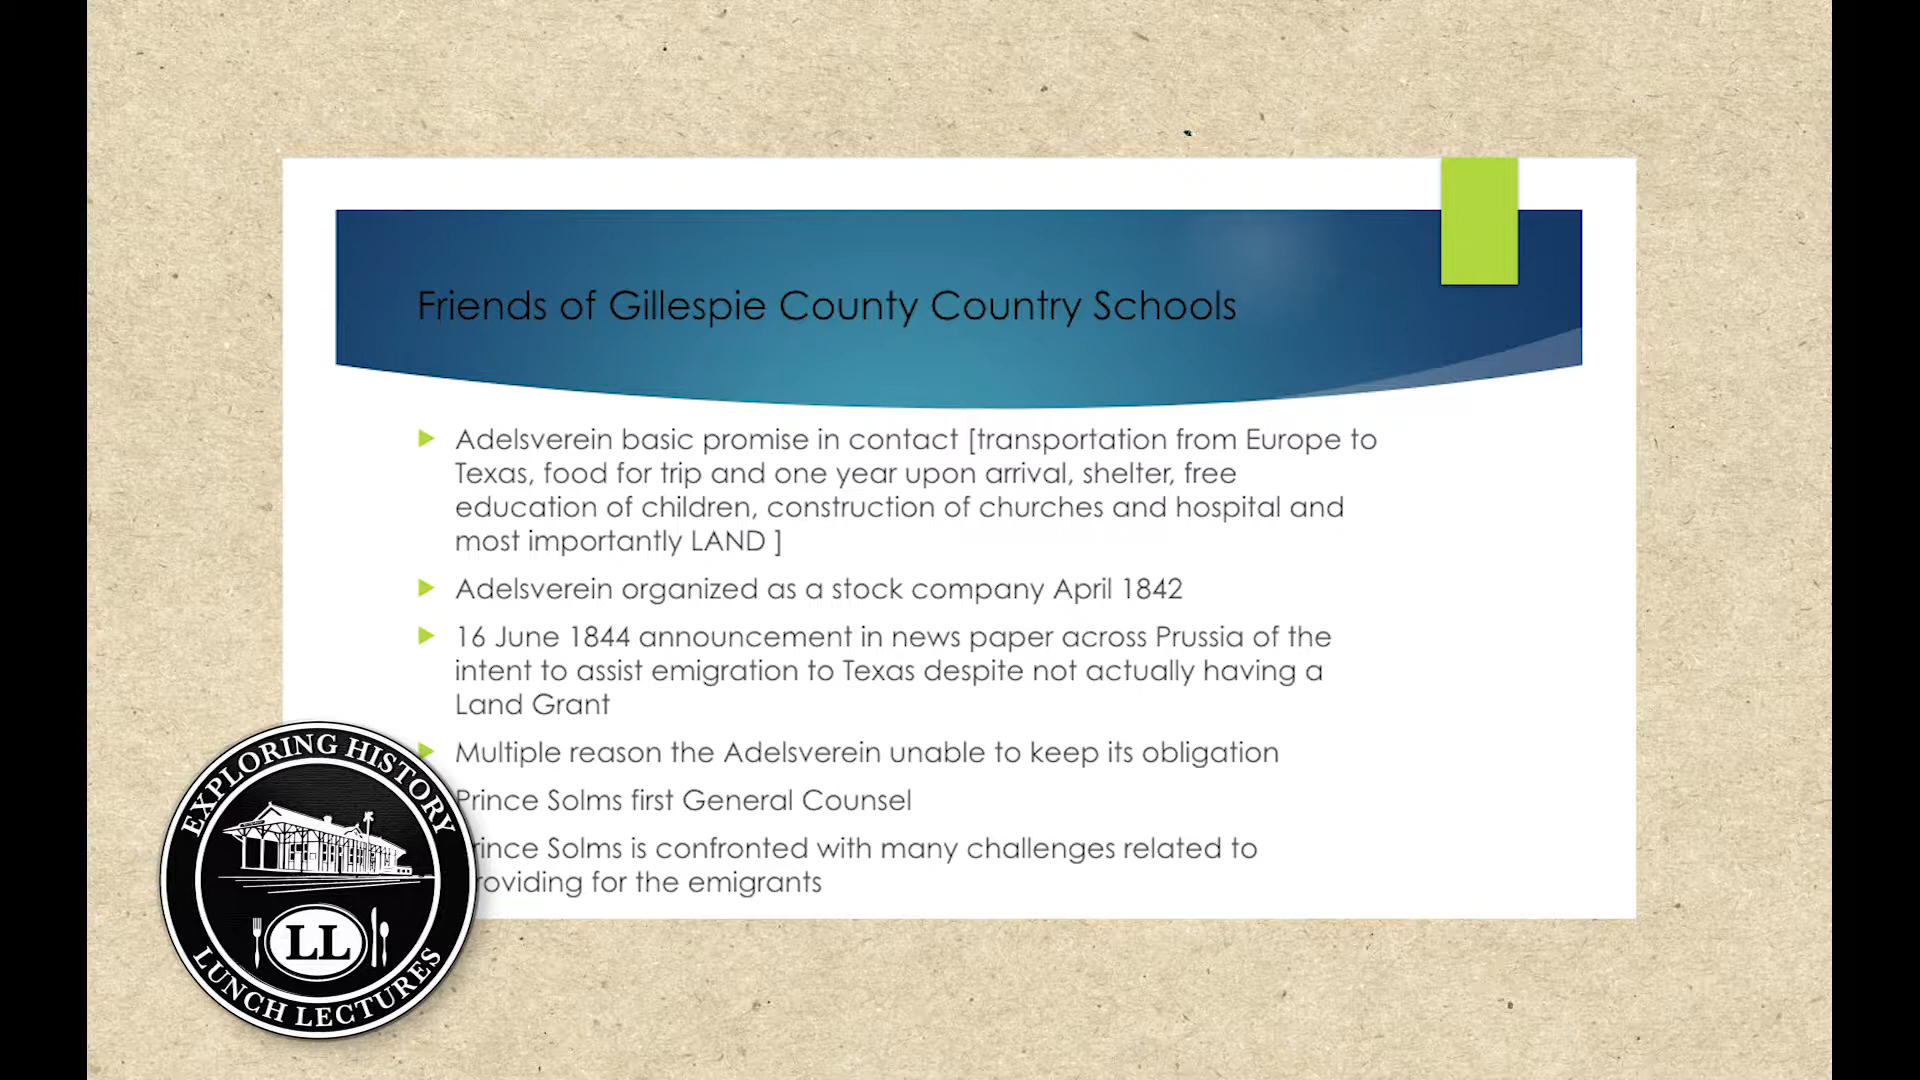 Friends of Gillespie County Country Schools
Adelsverein basic promise in contact [transportation from Europe to
Texas, food for trip and one year upon arrival, shelter, free
education of children, construction of churches and hospital and
most importantly LAND ]
Adelsverein organized as a stock company April 1842
16 June 1844 announcement in news paper across Prussia of the
intent to assist emigration to Texas despite not actually having a
Land Grant
Multiple reason the Adelsverein unable to keep its obligation
Prince Solms first General Counsel
rince Solms is confronted with many challenges related to
roviding for the emigrants
EXPLORING HISTORY
LL
LUNCH LECTURES